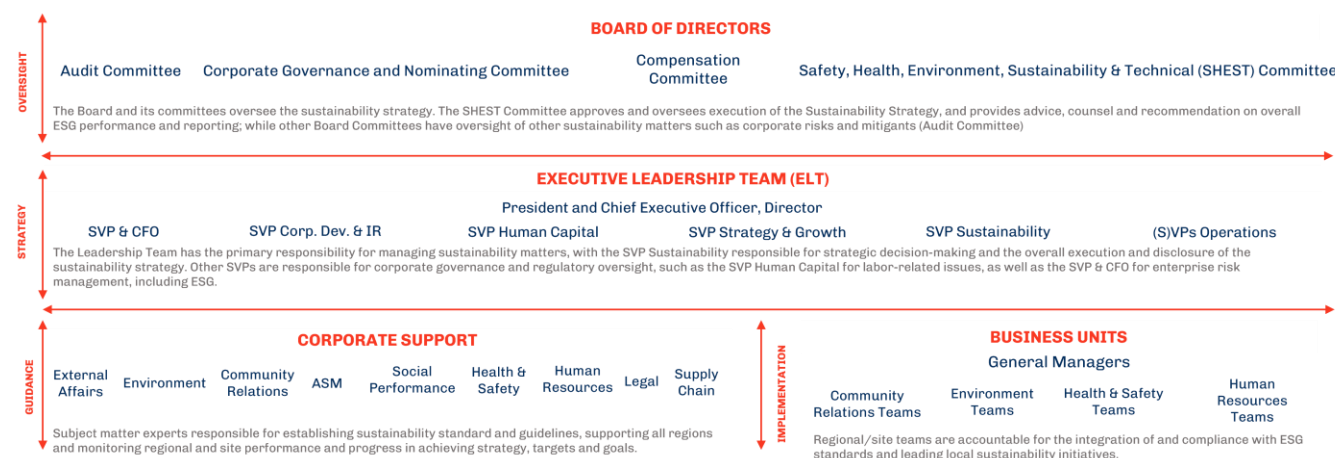 BOARD OF DIRECTORS
OVERSIGHT
Audit Committee
Corporate Governance and Nominating Committee
Compensation
Committee
Safety, Health, Environment, Sustainability & Technical (SHEST) Committee
The Board and its committees oversee the sustainability strategy. The SHEST Committee approves and oversees execution of the Sustainability Strategy, and provides advice, counsel and recommendation on overall
ESG performance and reporting; while other Board Committees have oversight of other sustainability matters such as corporate risks and mitigants (Audit Committee)
EXECUTIVE LEADERSHIP TEAM (ELT)
STRATEGY
President and Chief Executive Officer, Director
SVP & CFO
SVP Corp. Dev. & IR
SVP Human Capital
SVP Strategy & Growth
SVP Sustainability
(S)VPs Operations
The Leadership Team has the primary responsibility for managing sustainability matters, with the SVP Sustainability responsible for strategic decision-making and the overall execution and disclosure of the
sustainability strategy. Other SVPs are responsible for corporate governance and regulatory oversight, such as the SVP Human Capital for labor-related issues, as well as the SVP & CFO for enterprise risk
management, including ESG.
CORPORATE SUPPORT
GUIDANCE
External
Affairs
Environment
Community
Relations
ASM
Social
Performance
Health &
Safety
Human
Resources
Legal
Supply
Chain
Subject matter experts responsible for establishing sustainability standard and guidelines, supporting all regions
and monitoring regional and site performance and progress in achieving strategy, targets and goals.
BUSINESS UNITS
IMPLEMENTATION
General Managers
Community
Relations Teams
Environment
Teams
Health & Safety
Teams
Human
Resources
Teams
Regional/site teams are accountable for the integration of and compliance with ESG
standards and leading local sustainability initiatives.